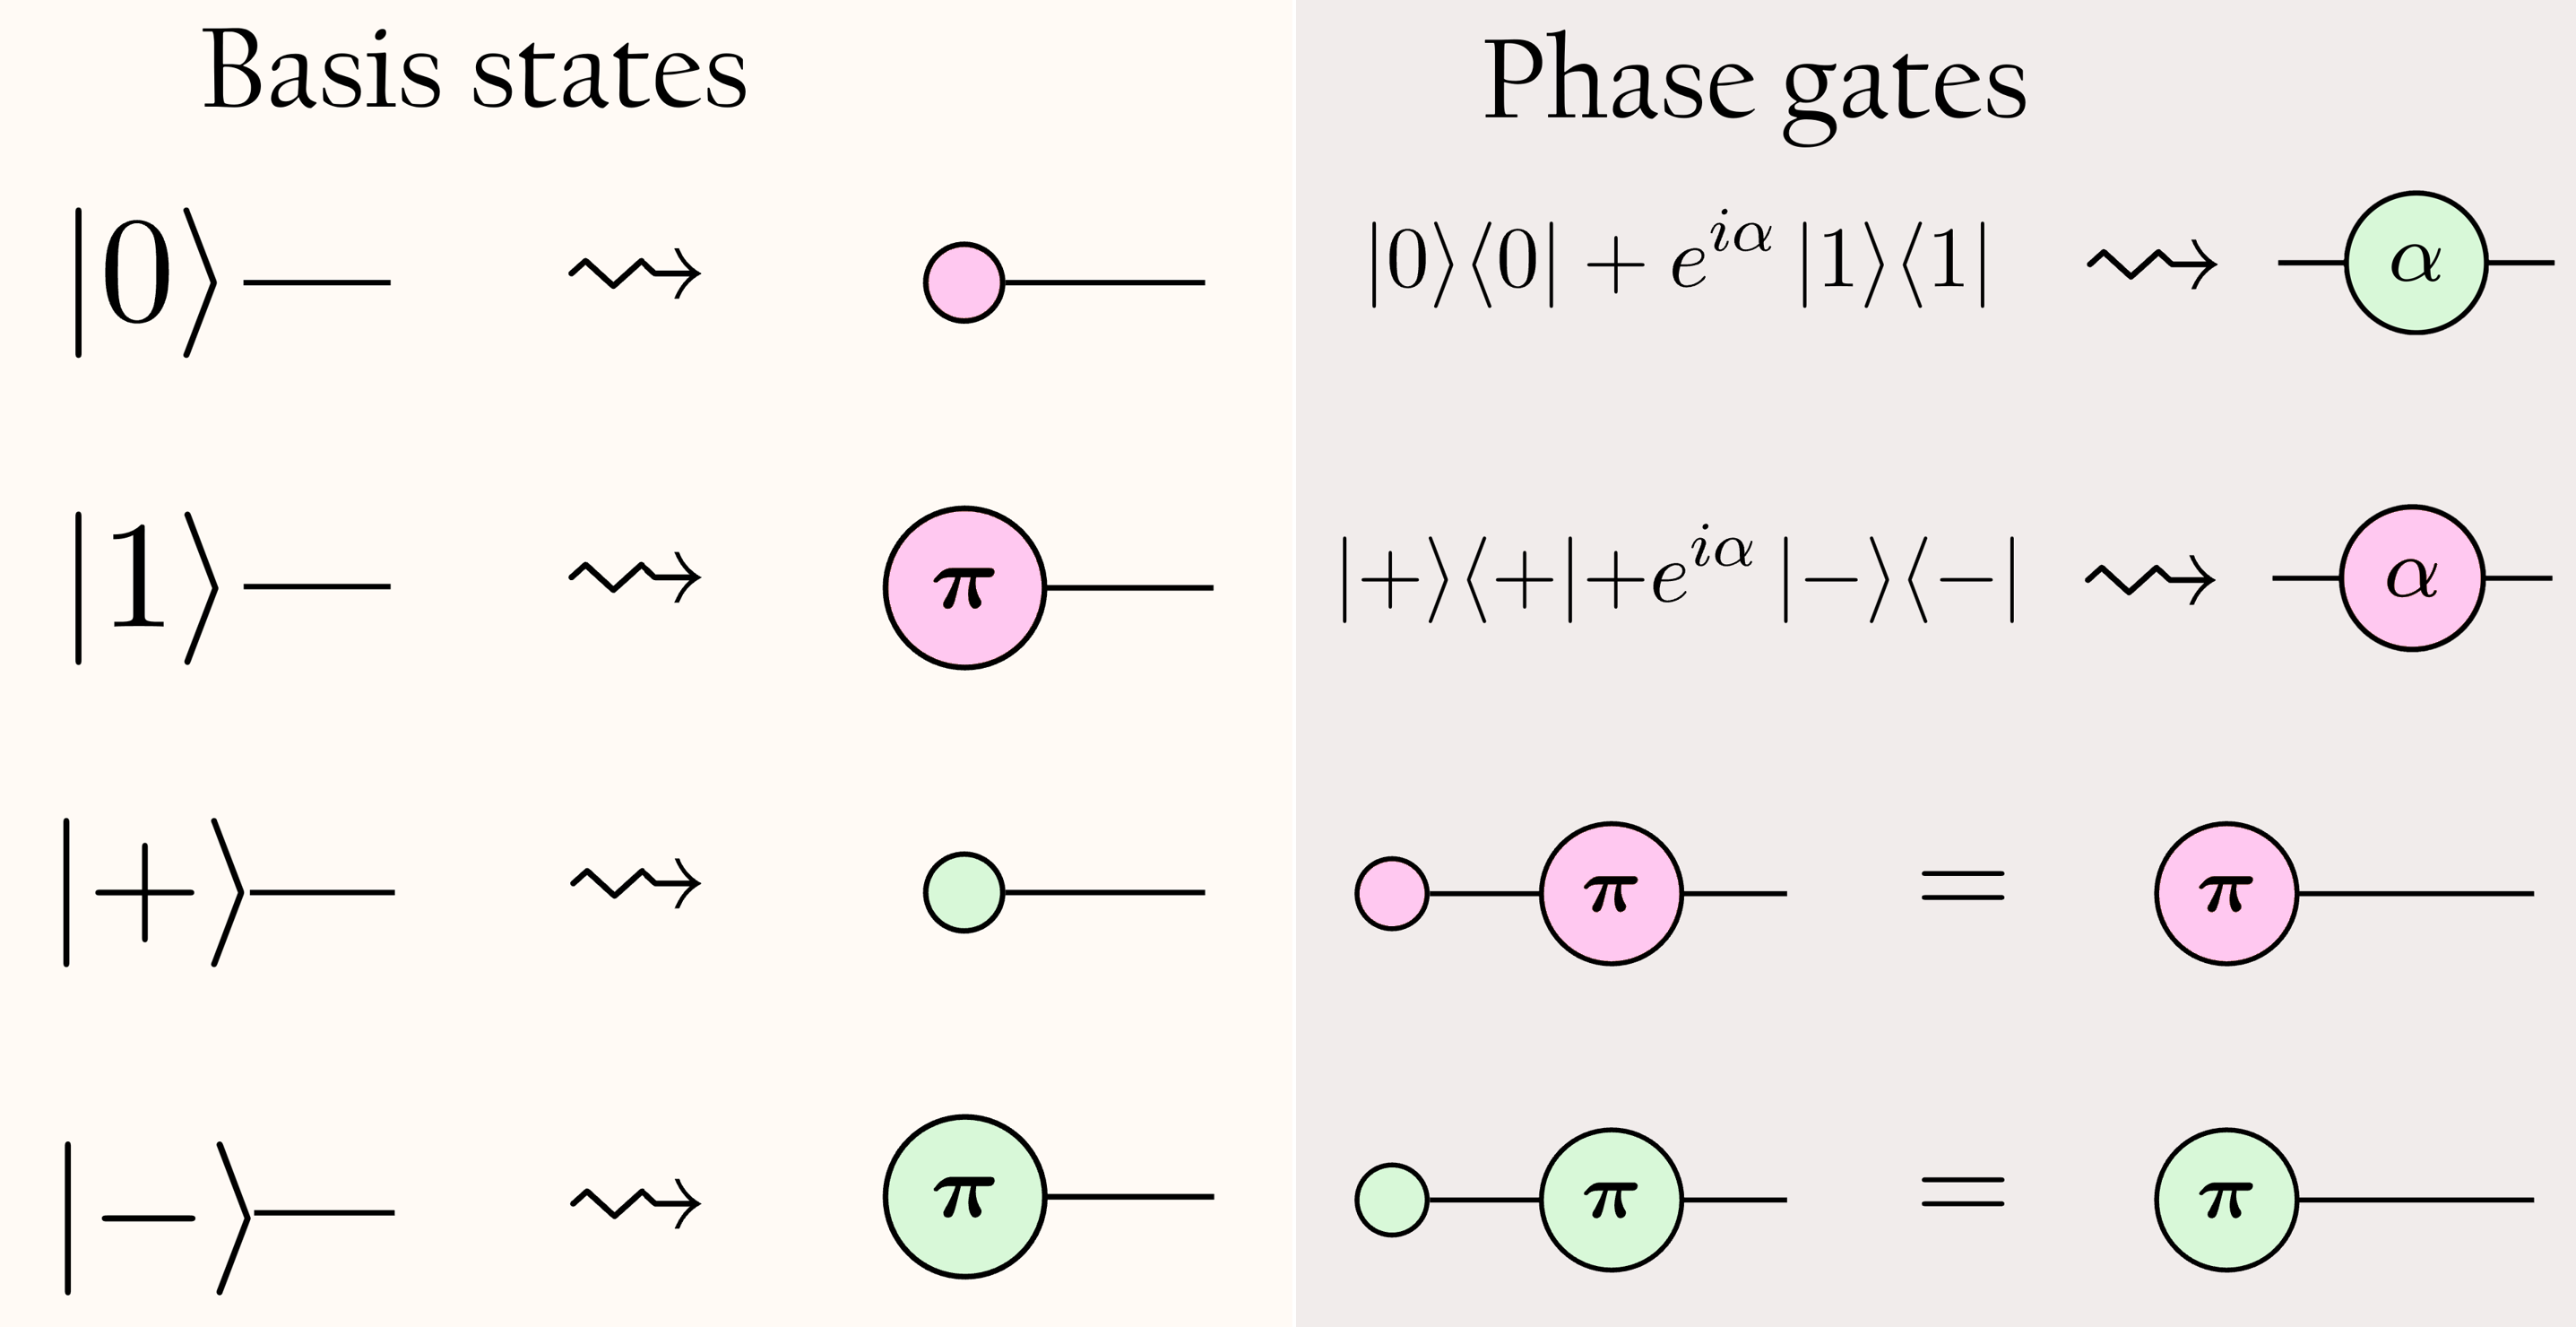 Basis states
|0⟩
|1⟩ π
|+⟩
|−⟩ π
Phase gates
|0⟩⟨0| + e^{iα} |1⟩⟨1| α
|+⟩⟨+|+e^{iα} |−⟩⟨−| α
π = π
π = π